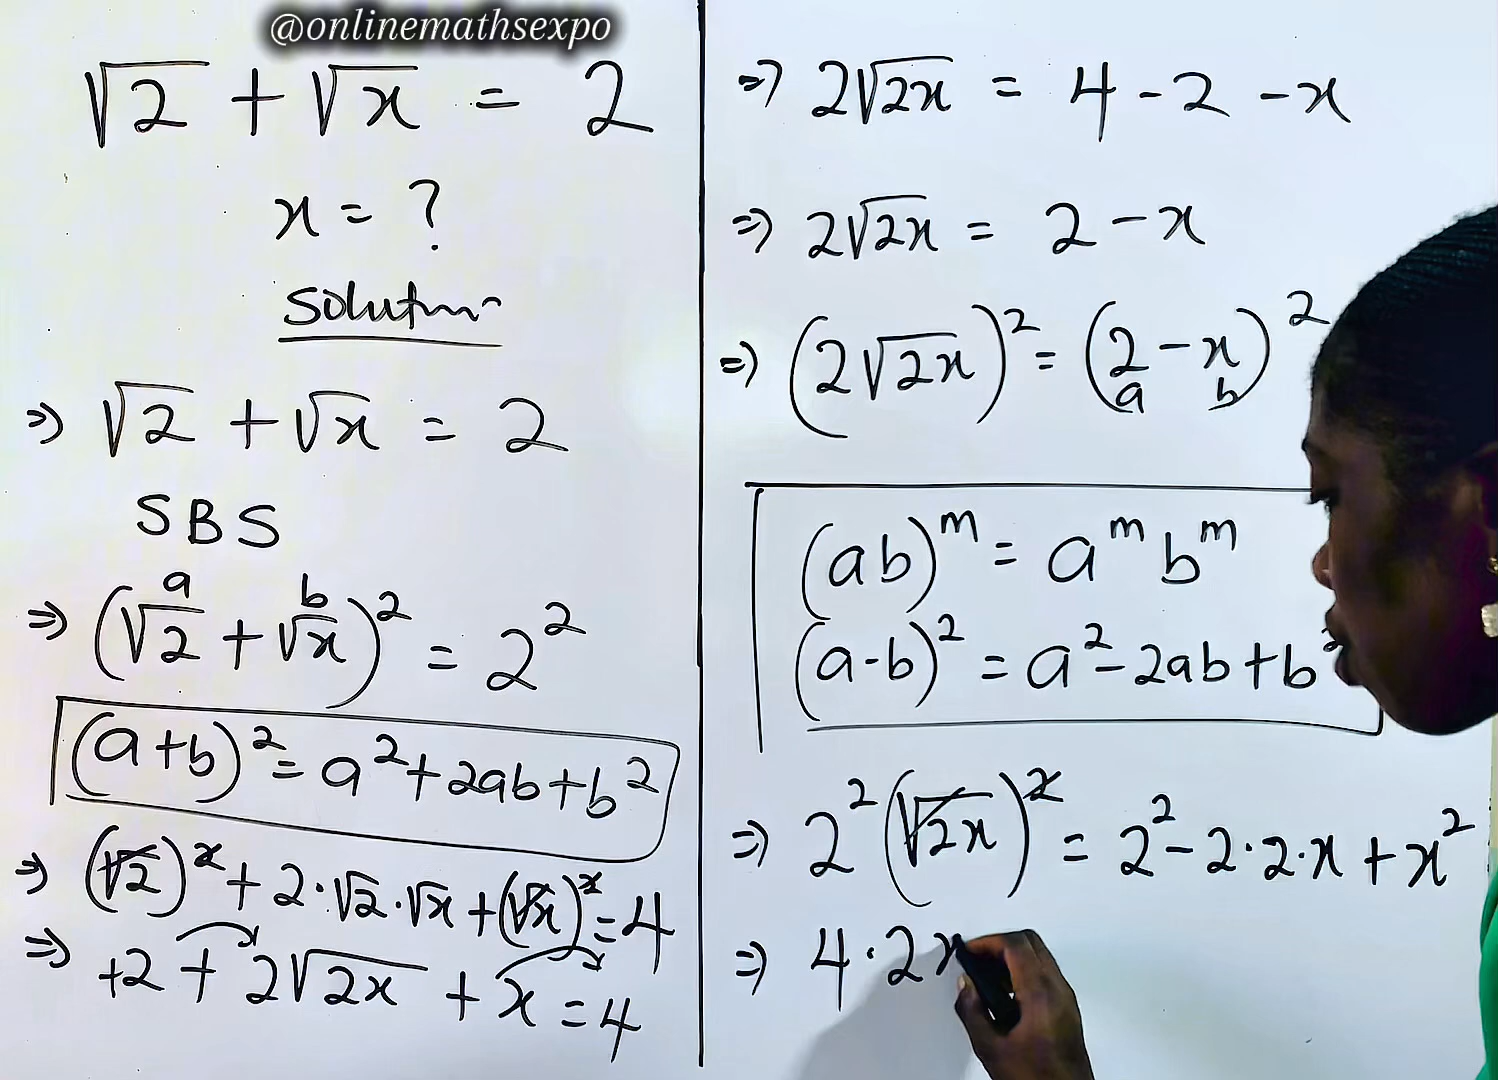 @onlinemathsexpo
√2 + √x = 2
x = ?
Solution
⇒ √2 + √x = 2
SBS
a b
⇒ (√2 + √x)² = 2²
(a+b)² = a² + 2ab + b²
⇒ (√2)² + 2·√2·√x + (√x)² = 4
⇒ +2 + 2√2x + x = 4
⇒ 2√2x = 4 - 2 - x
⇒ 2√2x = 2 - x
⇒ (2√2x)² = (2 - x)²
a b
(ab)ᵐ = aᵐ bᵐ
(a-b)² = a² - 2ab + b²
⇒ 2² (√2x)² = 2² - 2·2·x + x²
⇒ 4·2x